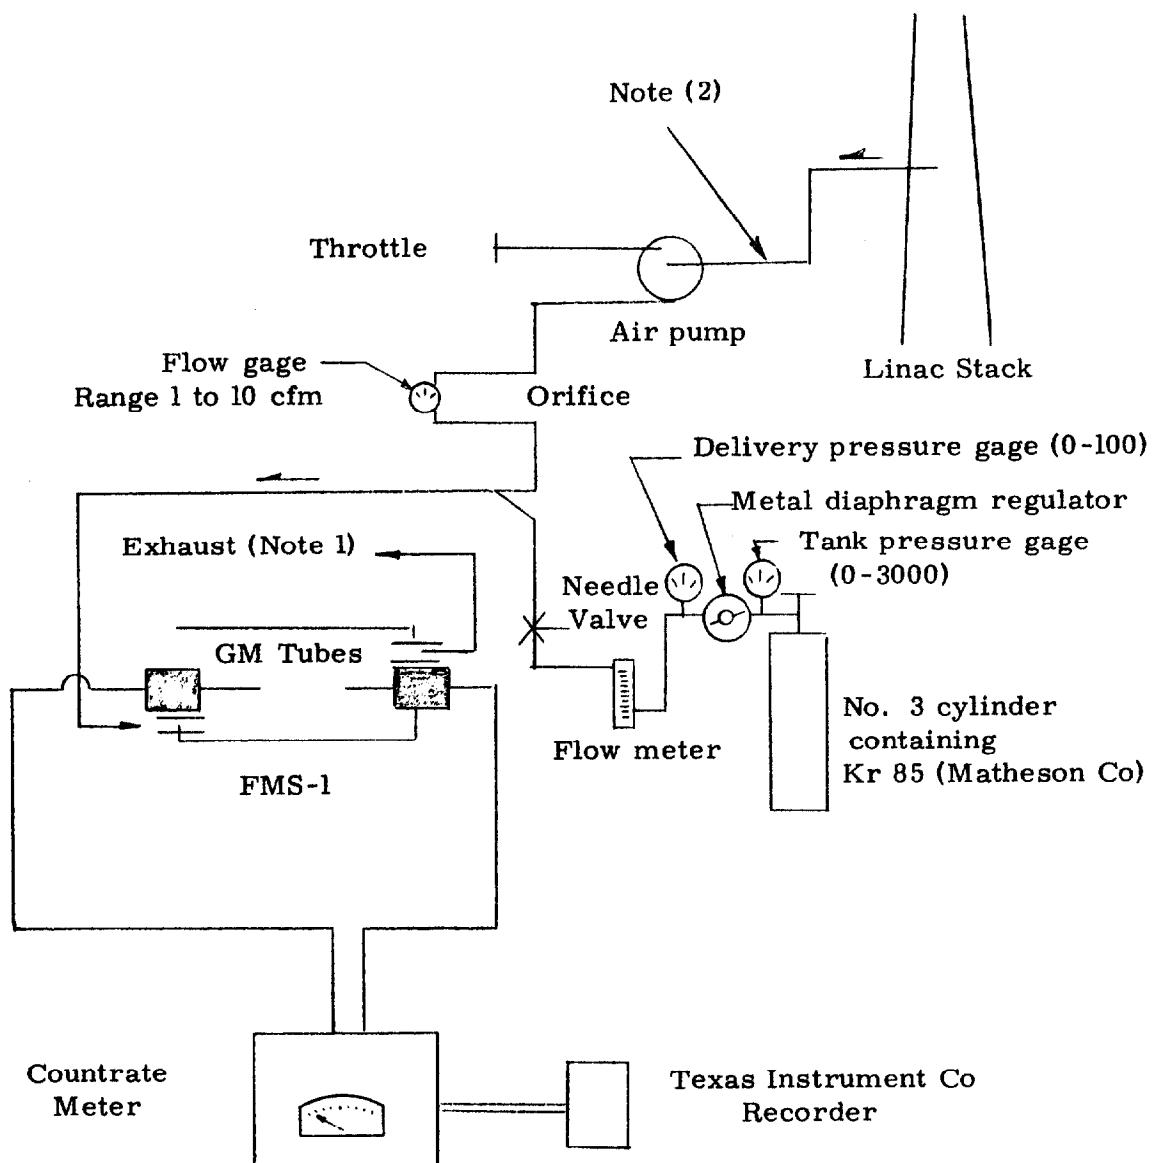 Note (2)
Throttle
Air pump
Linac Stack
Flow gage
Range 1 to 10 cfm
Orifice
Delivery pressure gage (0-100)
Metal diaphragm regulator
Tank pressure gage
(0-3000)
Exhaust (Note 1)
Needle
Valve
GM Tubes
Flow meter
No. 3 cylinder
containing
Kr 85 (Matheson Co)
FMS-1
Countrate
Meter
Texas Instrument Co
Recorder